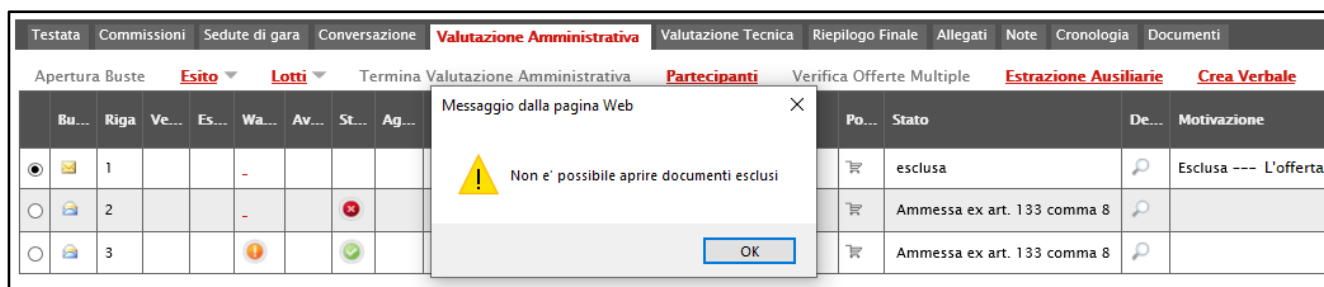 Testata Commissioni Sedute di gara Conversazione Valutazione Amministrativa Valutazione Tecnica Riepilogo Finale Allegati Note Cronologia Documenti
Apertura Buste Esito Lotti Termina Valutazione Amministrativa Partecipanti Verifica Offerte Multiple Estrazione Ausiliarie Crea Verbale
Messaggio dalla pagina Web
Bu... Riga Ve... Es... Wa... Av... St... Ag... Po... Stato De... Motivazione
1 esclusa Esclusa --- L'offerta
Non e' possibile aprire documenti esclusi
2 Ammessa ex art. 133 comma 8
3 Ammessa ex art. 133 comma 8
OK